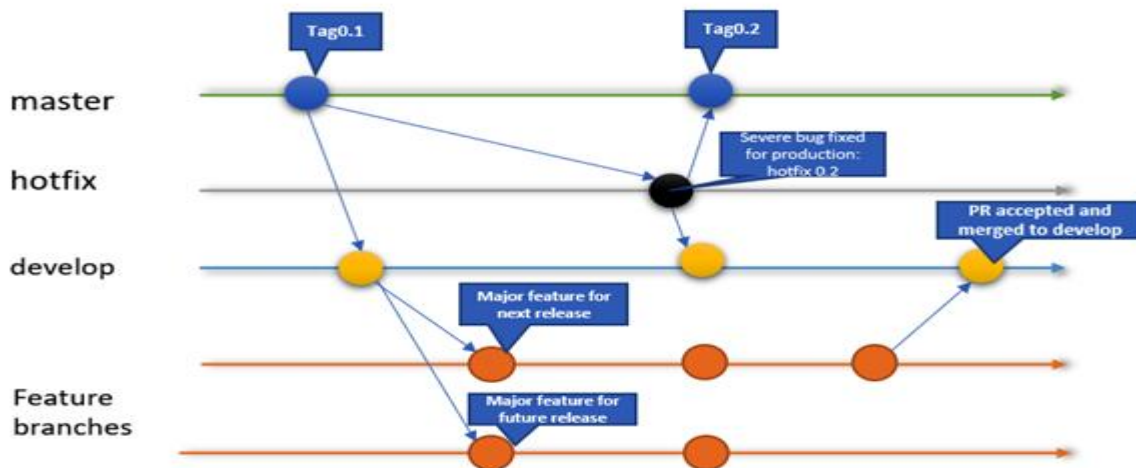 Tag0.1
Tag0.2
master
Severe bug fixed
for production:
hotfix 0.2
hotfix
PR accepted and
merged to develop
develop
Major feature for
next release
Feature
branches
Major feature for
future release